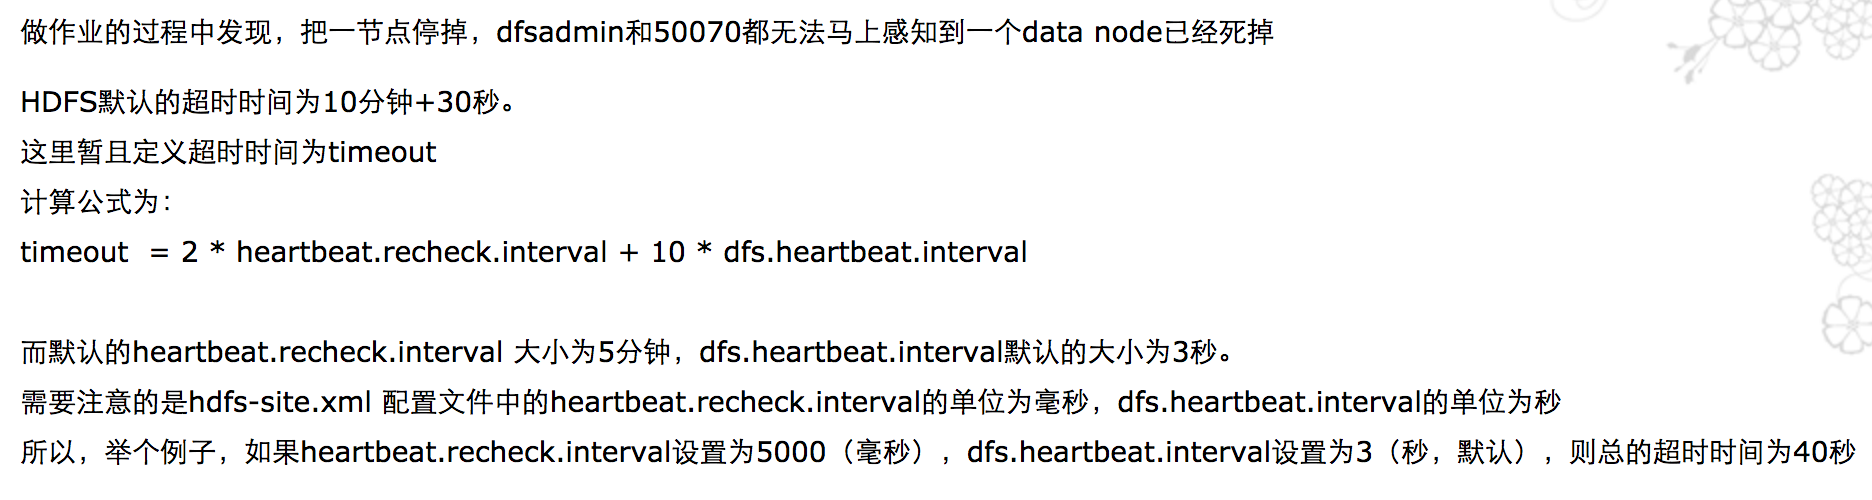 做作业的过程中发现，把一节点停掉，dfsadmin和50070都无法马上感知到一个data node已经死掉
HDFS默认的超时时间为10分钟+30秒。
这里暂且定义超时时间为timeout
计算公式为：
timeout  = 2 * heartbeat.recheck.interval + 10 * dfs.heartbeat.interval
而默认的heartbeat.recheck.interval 大小为5分钟，dfs.heartbeat.interval默认的大小为3秒。
需要注意的是hdfs-site.xml 配置文件中的heartbeat.recheck.interval的单位为毫秒，dfs.heartbeat.interval的单位为秒
所以，举个例子，如果heartbeat.recheck.interval设置为5000（毫秒），dfs.heartbeat.interval设置为3（秒，默认），则总的超时时间为40秒